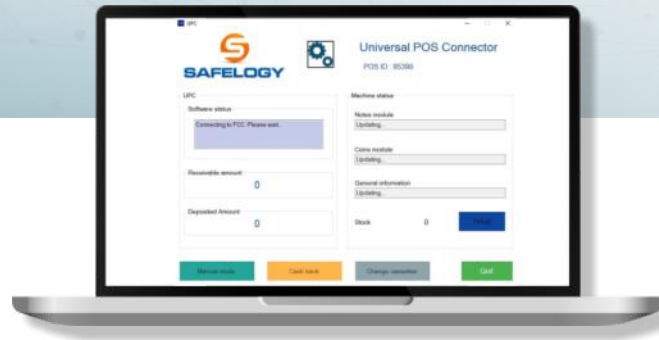 UPC
SAFELOGY
Universal POS Connector
POS ID :
UPC
Software status
Connecting to FCC. Please wait...
Receivable amount
0
Deposited Amount
0
Machine status
Notes module
Updating...
Coins module
Updating...
General information
Updating...
Stock 0
Manual mode
Cash back
Change cassettes
Quit